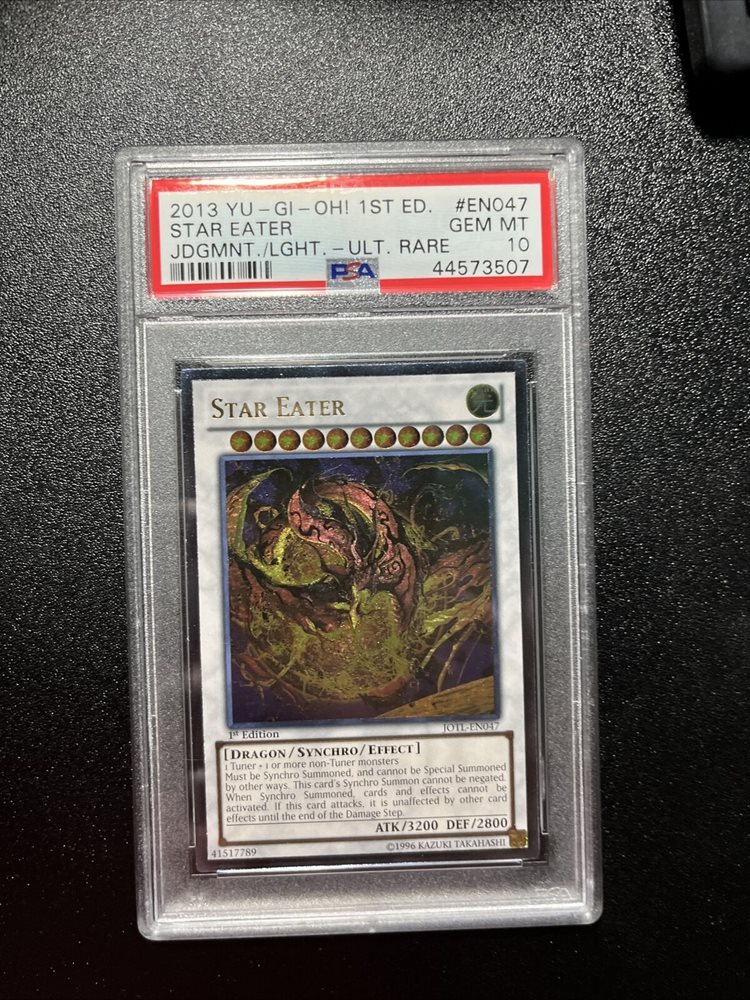 2013 YU-GI-OH! 1ST ED. #EN047
STAR EATER GEM MT
JDGMNT./LGHT.-ULT. RARE 10
PSA 44573507
STAR EATER
光
1st Edition JOTL-EN047
[DRAGON/SYNCHRO/EFFECT]
1 Tuner + 1 or more non-Tuner monsters
Must be Synchro Summoned, and cannot be Special Summoned
by other ways. This card's Synchro Summon cannot be negated.
When Synchro Summoned, cards and effects cannot be
activated. If this card attacks, it is unaffected by other card
effects until the end of the Damage Step.
ATK/3200 DEF/2800
41517789 ©1996 KAZUKI TAKAHASHI